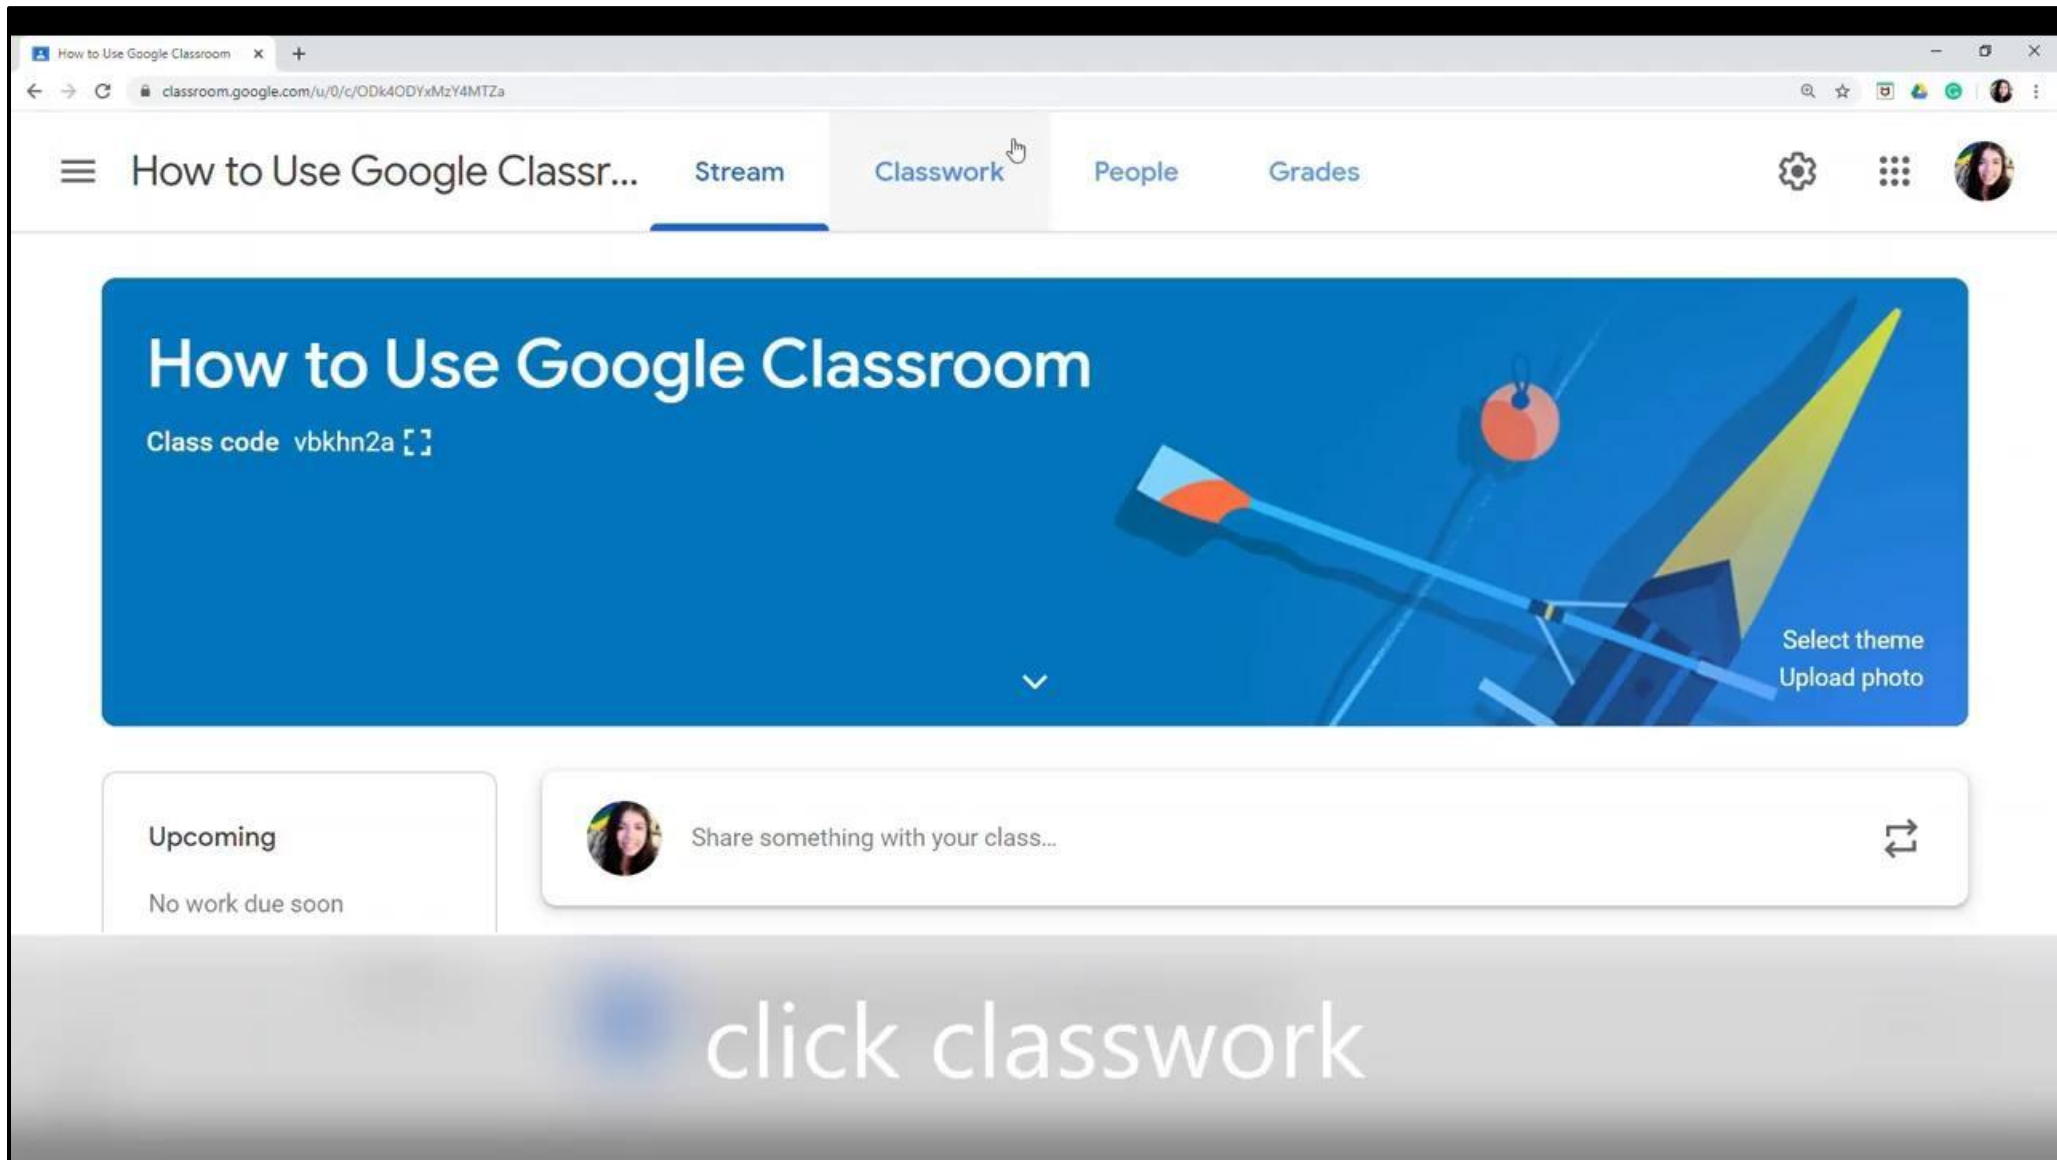 How to Use Google Classroom
classroom.google.com/u/0/c/ODk4ODYxMzY4MTZa
How to Use Google Classr... Stream Classwork People Grades
How to Use Google Classroom
Class code vbkhn2a
Select theme
Upload photo
Upcoming
Share something with your class...
No work due soon
click classwork